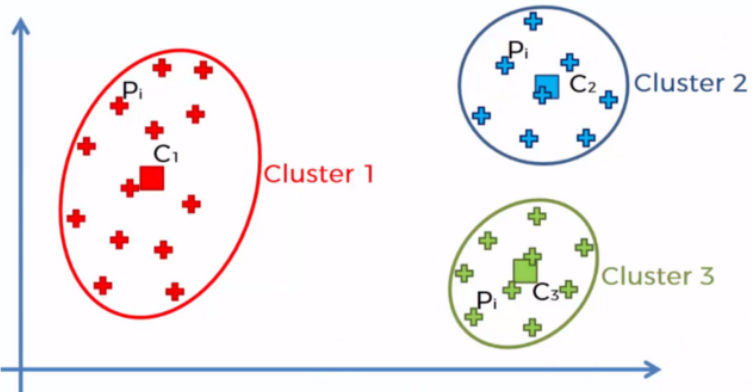 Pᵢ
C₁
Cluster 1
Pᵢ
C₂
Cluster 2
Pᵢ
C₃
Cluster 3